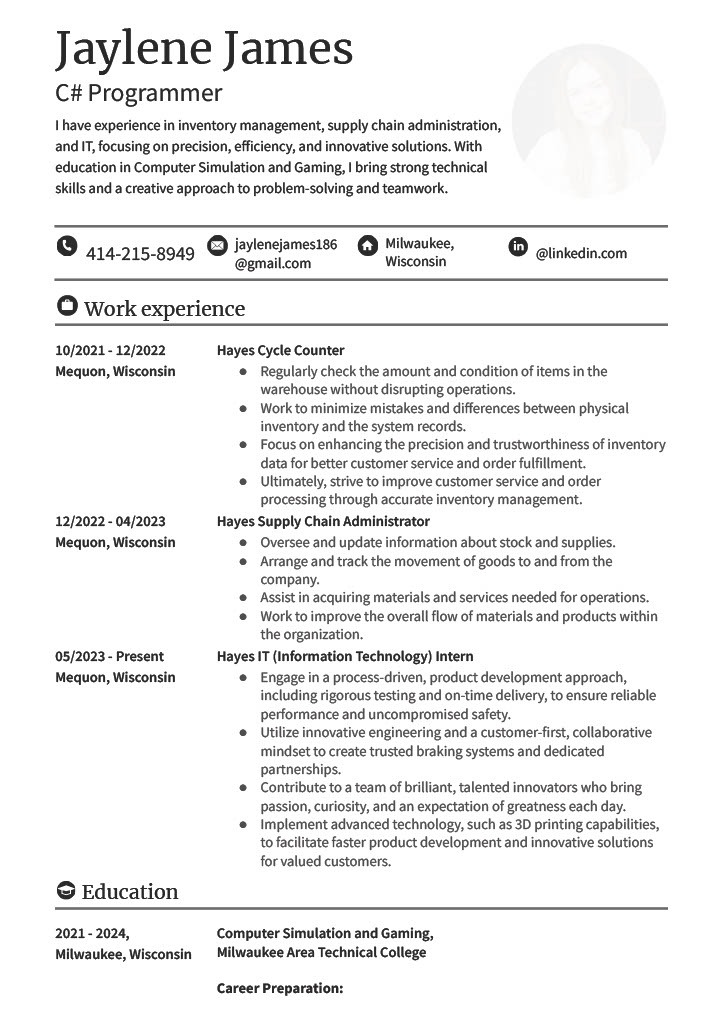 Jaylene James
C# Programmer
I have experience in inventory management, supply chain administration,
and IT, focusing on precision, efficiency, and innovative solutions. With
education in Computer Simulation and Gaming, I bring strong technical
skills and a creative approach to problem-solving and teamwork.
414-215-8949
jaylenejames186
@gmail.com
Milwaukee,
Wisconsin
in
@linkedin.com
Work experience
10/2021 - 12/2022
Mequon, Wisconsin
Hayes Cycle Counter
● Regularly check the amount and condition of items in the
warehouse without disrupting operations.
● Work to minimize mistakes and differences between physical
inventory and the system records.
● Focus on enhancing the precision and trustworthiness of inventory
data for better customer service and order fulfillment.
● Ultimately, strive to improve customer service and order
processing through accurate inventory management.
12/2022 - 04/2023
Mequon, Wisconsin
Hayes Supply Chain Administrator
● Oversee and update information about stock and supplies.
● Arrange and track the movement of goods to and from the
company.
● Assist in acquiring materials and services needed for operations.
● Work to improve the overall flow of materials and products within
the organization.
05/2023 - Present
Mequon, Wisconsin
Hayes IT (Information Technology) Intern
● Engage in a process-driven, product development approach,
including rigorous testing and on-time delivery, to ensure reliable
performance and uncompromised safety.
● Utilize innovative engineering and a customer-first, collaborative
mindset to create trusted braking systems and dedicated
partnerships.
● Contribute to a team of brilliant, talented innovators who bring
passion, curiosity, and an expectation of greatness each day.
● Implement advanced technology, such as 3D printing capabilities,
to facilitate faster product development and innovative solutions
for valued customers.
Education
2021 - 2024,
Milwaukee, Wisconsin
Computer Simulation and Gaming,
Milwaukee Area Technical College
Career Preparation: